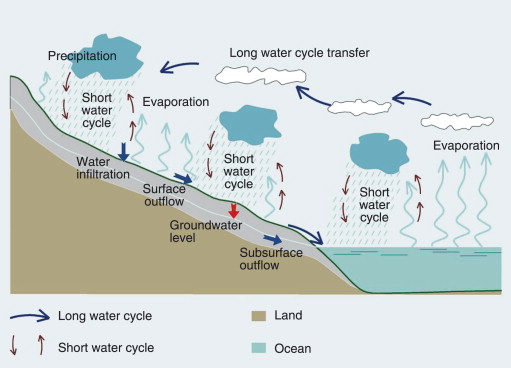 Long water cycle transfer
Precipitation
Short
water
cycle
Evaporation
Evaporation
Water
infiltration
Short
water
cycle
Surface
outflow
Short
water
cycle
Groundwater
level
Subsurface
outflow
Long water cycle
Land
Short water cycle
Ocean